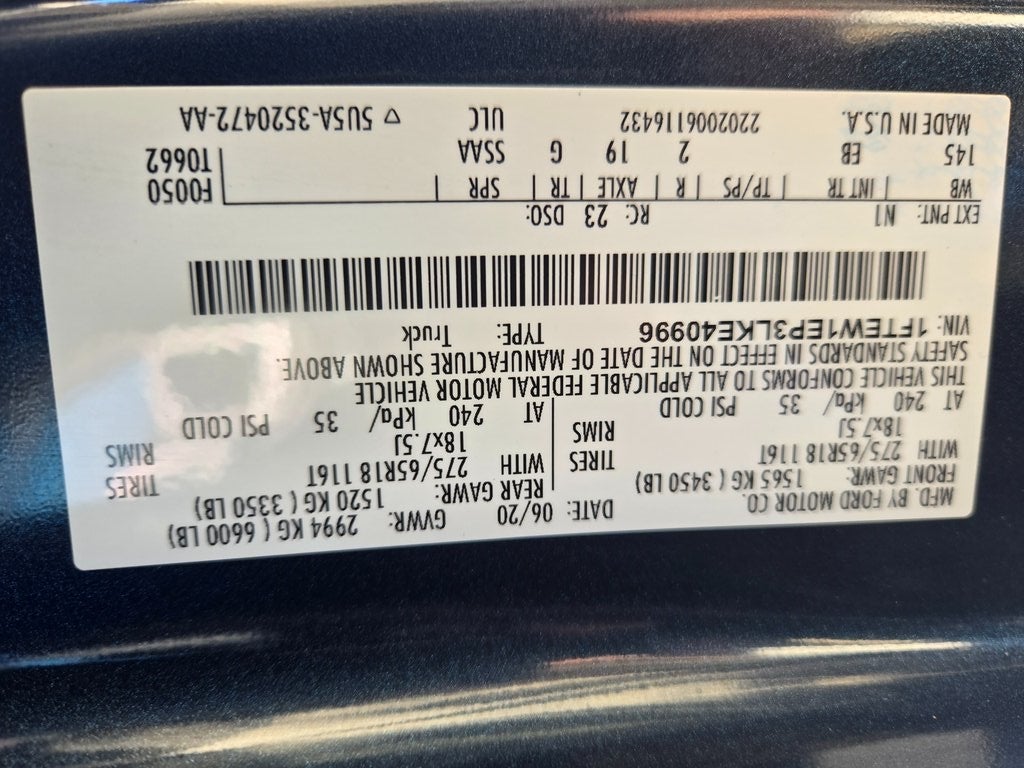 MFD. BY FORD MOTOR CO. DATE: 06/20 GVWR: 2994 KG ( 6600 LB)
FRONT GAWR: 1565 KG ( 3450 LB) REAR GAWR: 1520 KG ( 3350 LB)
WITH 275/65R18 116T TIRES WITH 275/65R18 116T TIRES
18x7.5J RIMS 18x7.5J RIMS
AT 240 kPa/ 35 PSI COLD AT 240 kPa/ 35 PSI COLD
THIS VEHICLE CONFORMS TO ALL APPLICABLE FEDERAL MOTOR VEHICLE
SAFETY STANDARDS IN EFFECT ON THE DATE OF MANUFACTURE SHOWN ABOVE.
VIN: 1FTEW1EP3LKE40996 TYPE: Truck
EXT PNT: N1 RC: 23 DSO:
WB | INT TR | TP/PS | R | AXLE | TR | SPR | F0050
145 EB 2 19 G SSAA T0662
MADE IN U.S.A. 2202006116432 ULC ▽ 5U5A-3520472-AA